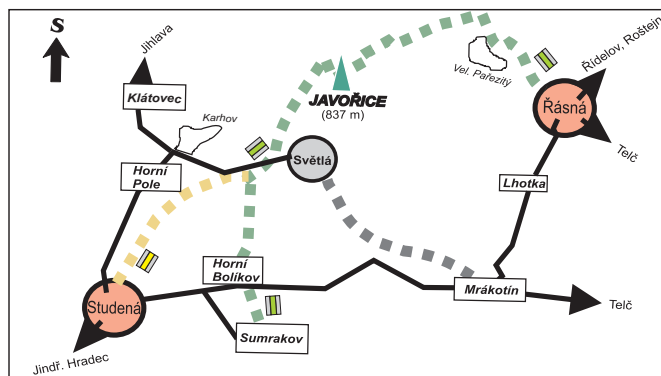 S
Jihlava
Klátovec
Karhov
Horní
Pole
JAVOŘICE
(837 m)
Vel. Pařezitý
Řídelov, Roštejn
Řásná
Telč
Světlá
Lhotka
Horní
Bolíkov
Mrákotín
Studená
Telč
Sumrakov
Jindř. Hradec